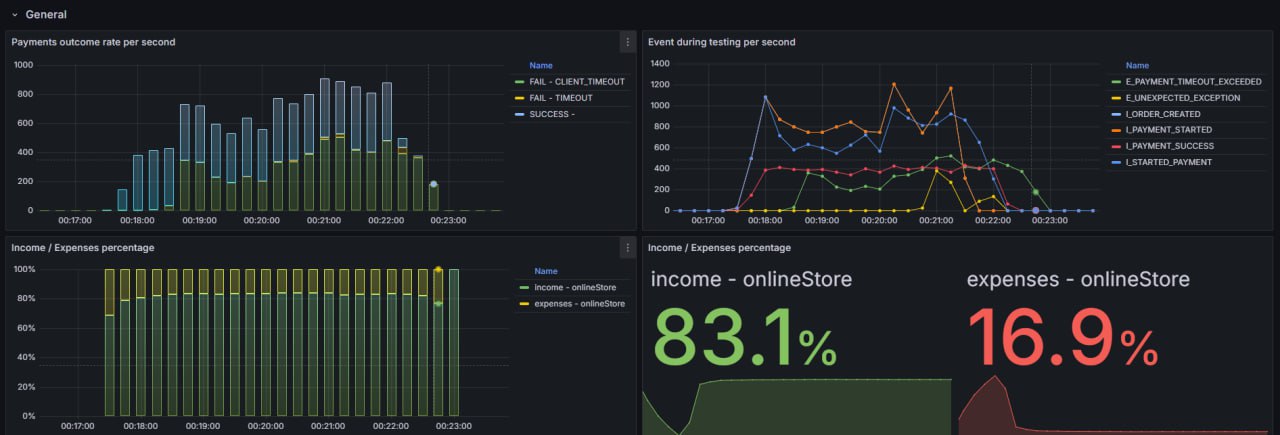 General
Payments outcome rate per second
1000
800
600
400
200
0
00:17:00 00:18:00 00:19:00 00:20:00 00:21:00 00:22:00 00:23:00
Name
FAIL - CLIENT_TIMEOUT
FAIL - TIMEOUT
SUCCESS -
Event during testing per second
1400
1200
1000
800
600
400
200
0
00:17:00 00:18:00 00:19:00 00:20:00 00:21:00 00:22:00 00:23:00
Name
E_PAYMENT_TIMEOUT_EXCEEDED
E_UNEXPECTED_EXCEPTION
I_ORDER_CREATED
I_PAYMENT_STARTED
I_PAYMENT_SUCCESS
I_STARTED_PAYMENT
Income / Expenses percentage
100%
80%
60%
40%
20%
0%
00:17:00 00:18:00 00:19:00 00:20:00 00:21:00 00:22:00 00:23:00
Name
income - onlineStore
expenses - onlineStore
Income / Expenses percentage
income - onlineStore
83.1%
expenses - onlineStore
16.9%